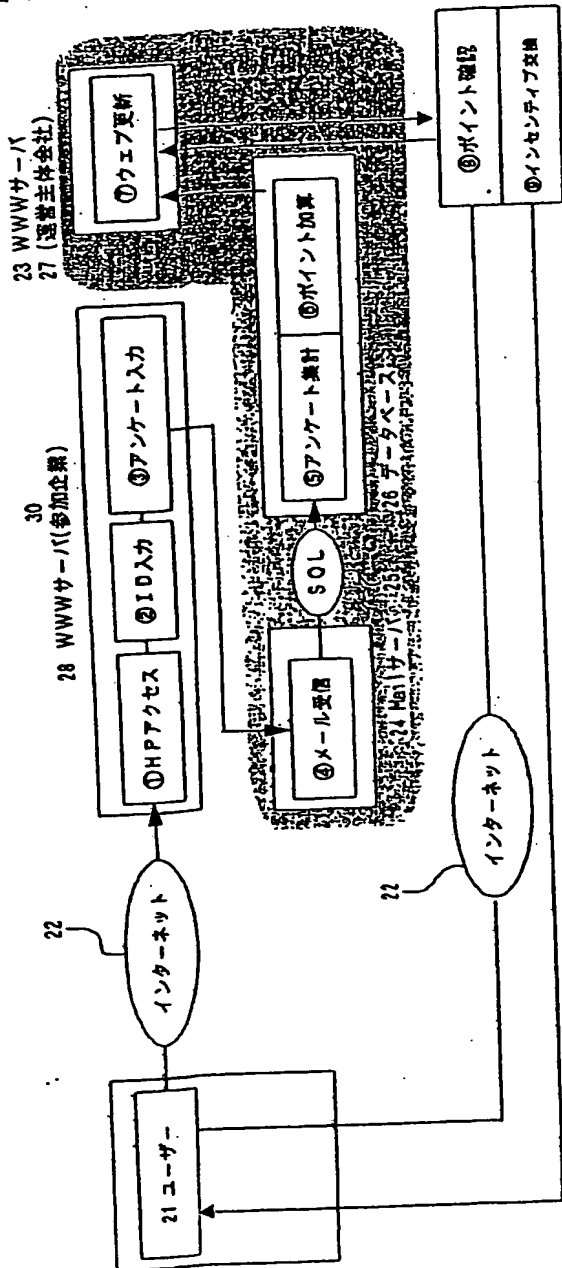 23 WWWサーバ
27 (運営主体会社)
⑦ウェブ更新
30
28 WWWサーバ(参加企業)
①HPアクセス
②ID入力
③アンケート入力
22
インターネット
21 ユーザー
④メール受信
SQL
⑤アンケート集計
⑥ポイント加算
24 Mailサーバ
25
26 データベース
22
インターネット
⑧ポイント確認
⑨インセンティブ交換